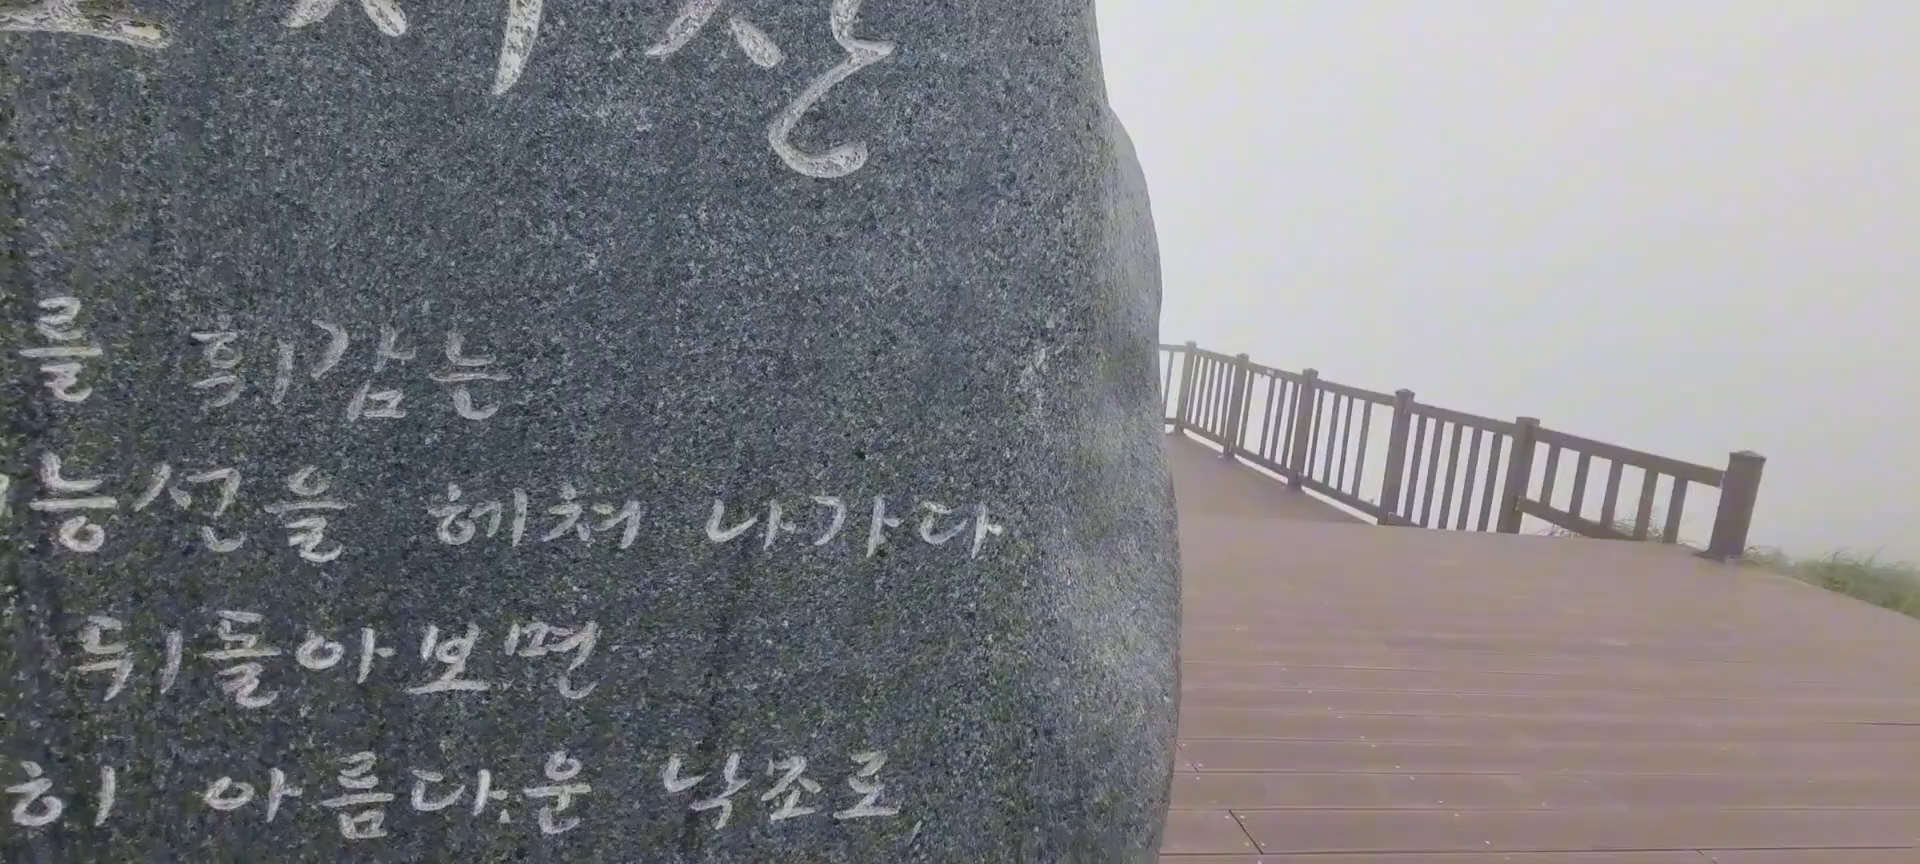 를 휘감는
능선을 헤쳐 나가다
뒤돌아보면
히 아름다운 낙조로,